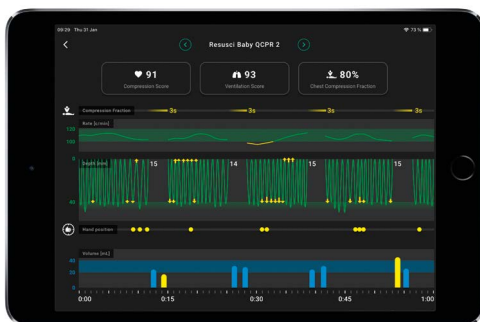 09:29 Thu 01 Jan
73 %
Resusci Baby QCPR 2
91
Compression Score
93
Ventilation Score
80%
Chest Compression Fraction
Compression Fraction
3s 3s 3s 3s
Rate [c/min]
120
100
Depth [mm]
0
15 14 15 15
40
Hand position
Volume [mL]
40
20
0
0:00 0:15 0:30 0:45 1:00